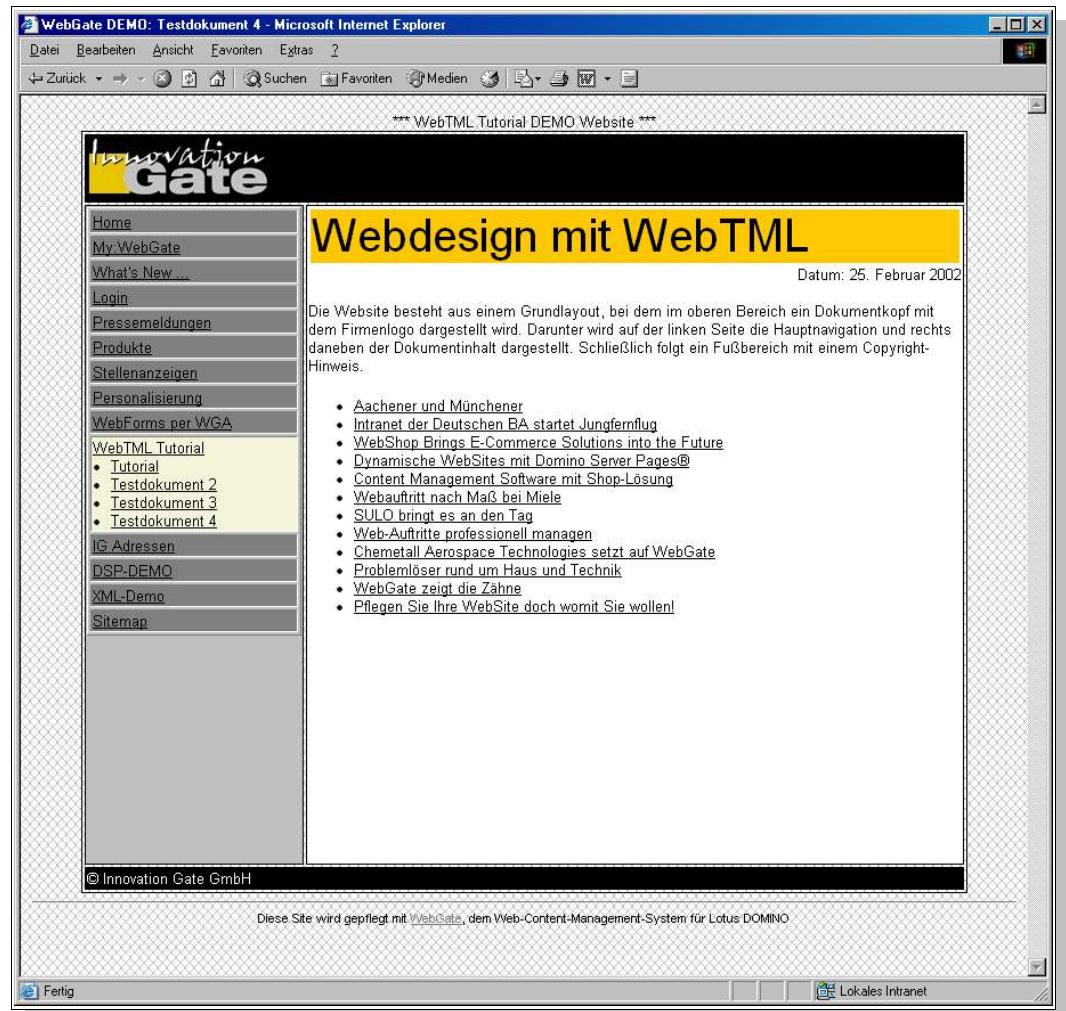 WebGate DEMO: Testdokument 4 - Microsoft Internet Explorer
Datei Bearbeiten Ansicht Favoriten Extras ?
Zurück Suchen Favoriten Medien
*** WebTML Tutorial DEMO Website ***
Innovation
Gate
Home
My:WebGate
What's New ...
Login
Pressemeldungen
Produkte
Stellenanzeigen
Personalisierung
WebForms per WGA
WebTML Tutorial
• Tutorial
• Testdokument 2
• Testdokument 3
• Testdokument 4
IG Adressen
DSP-DEMO
XML-Demo
Sitemap
Webdesign mit WebTML
Datum: 25. Februar 2002
Die Website besteht aus einem Grundlayout, bei dem im oberen Bereich ein Dokumentkopf mit
dem Firmenlogo dargestellt wird. Darunter wird auf der linken Seite die Hauptnavigation und rechts
daneben der Dokumentinhalt dargestellt. Schließlich folgt ein Fußbereich mit einem Copyright-
Hinweis.
• Aachener und Münchener
• Intranet der Deutschen BA startet Jungfernflug
• WebShop Brings E-Commerce Solutions into the Future
• Dynamische WebSites mit Domino Server Pages®
• Content Management Software mit Shop-Lösung
• Webauftritt nach Maß bei Miele
• SULO bringt es an den Tag
• Web-Auftritte professionell managen
• Chemetall Aerospace Technologies setzt auf WebGate
• Problemlöser rund um Haus und Technik
• WebGate zeigt die Zähne
• Pflegen Sie Ihre WebSite doch womit Sie wollen!
© Innovation Gate GmbH
Diese Site wird gepflegt mit WebGate, dem Web-Content-Management-System für Lotus DOMINO
Fertig
Lokales Intranet